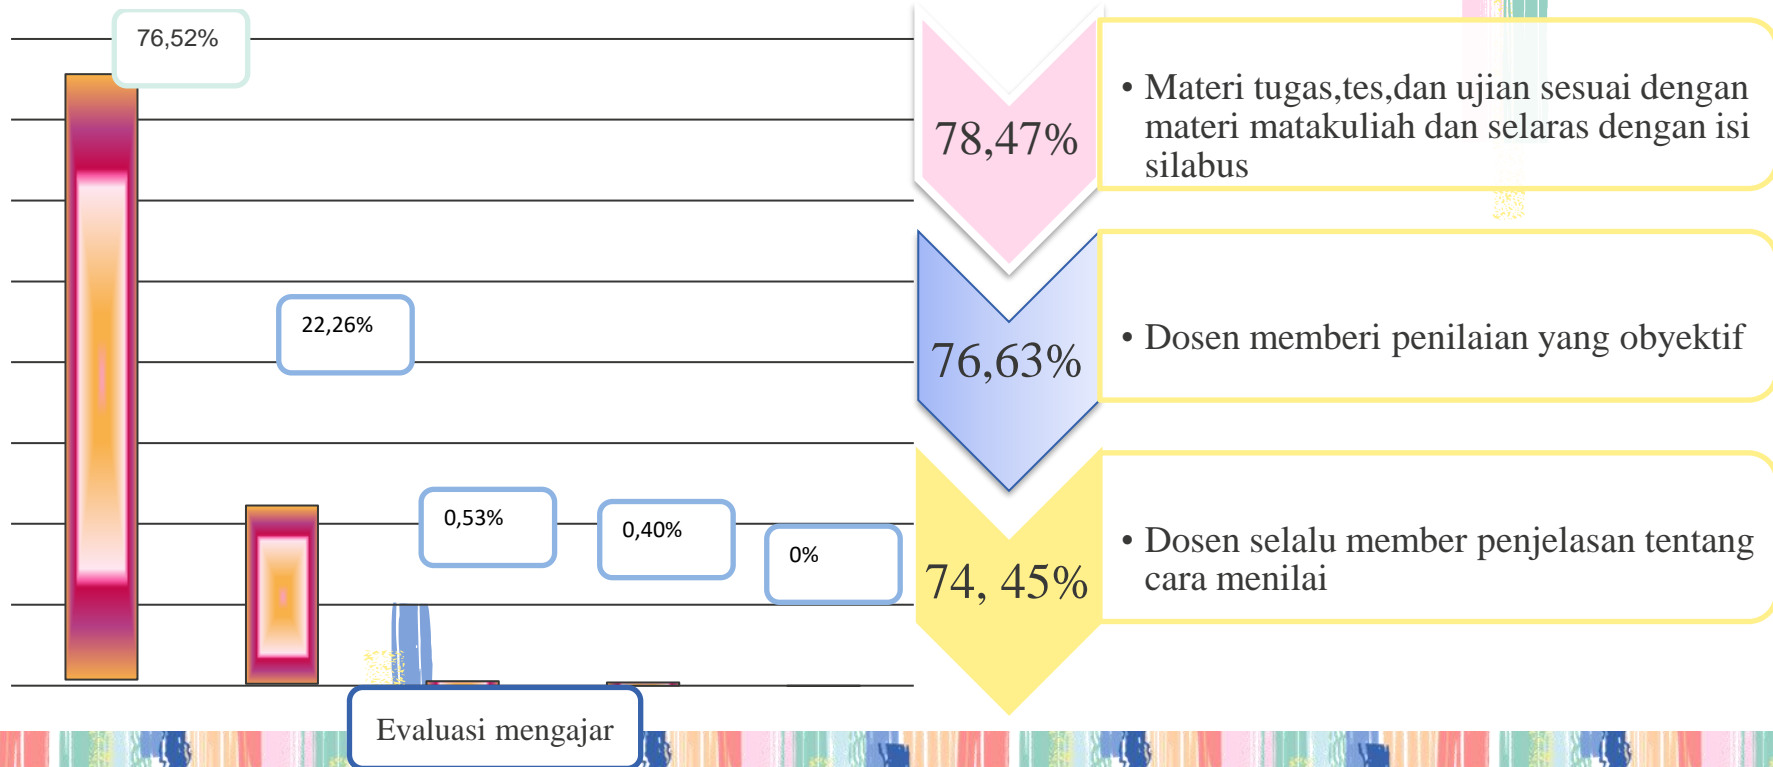 76,52%
22,26%
0,53%
0,40%
0%
Evaluasi mengajar
78,47%
• Materi tugas,tes,dan ujian sesuai dengan
materi matakuliah dan selaras dengan isi
silabus
76,63%
• Dosen memberi penilaian yang obyektif
74, 45%
• Dosen selalu member penjelasan tentang
cara menilai